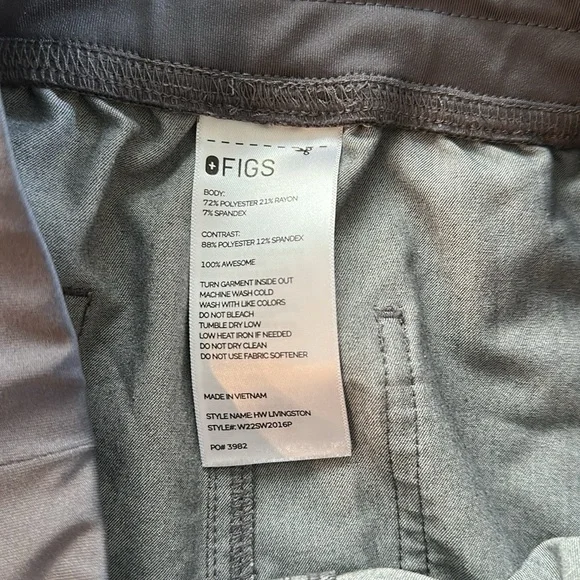 FIGS
BODY:
72% POLYESTER 21% RAYON
7% SPANDEX
CONTRAST:
88% POLYESTER 12% SPANDEX
100% AWESOME
TURN GARMENT INSIDE OUT
MACHINE WASH COLD
WASH WITH LIKE COLORS
DO NOT BLEACH
TUMBLE DRY LOW
LOW HEAT IRON IF NEEDED
DO NOT DRY CLEAN
DO NOT USE FABRIC SOFTENER
MADE IN VIETNAM
STYLE NAME: HW LIVINGSTON
STYLE#: W22SW2016P
PO# 3982